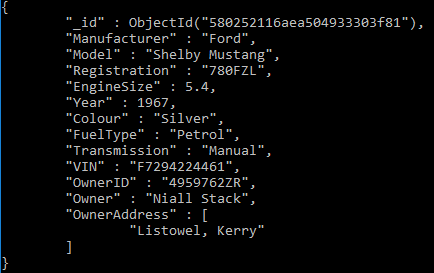 {
"_id" : ObjectId("580252116aea504933303f81"),
"Manufacturer" : "Ford",
"Model" : "Shelby Mustang",
"Registration" : "780FZL",
"EngineSize" : 5.4,
"Year" : 1967,
"Colour" : "Silver",
"FuelType" : "Petrol",
"Transmission" : "Manual",
"VIN" : "F7294224461",
"OwnerID" : "4959762ZR",
"Owner" : "Niall Stack",
"OwnerAddress" : [
"Listowel, Kerry"
]
}